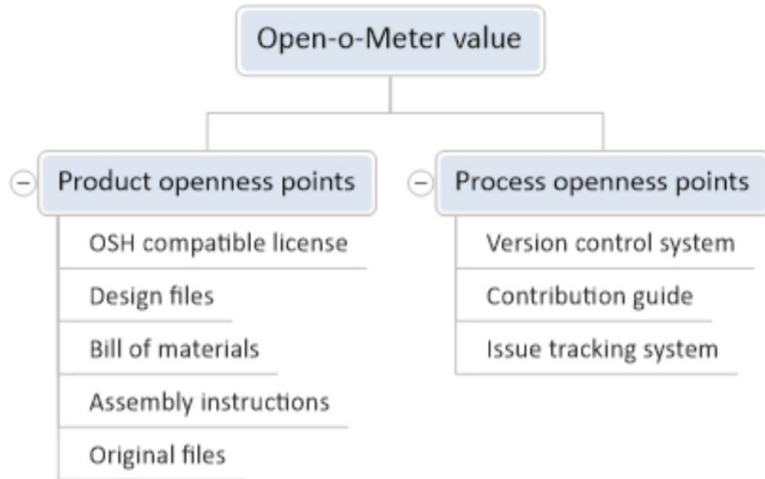 Open-o-Meter value
Product openness points
OSH compatible license
Design files
Bill of materials
Assembly instructions
Original files
Process openness points
Version control system
Contribution guide
Issue tracking system